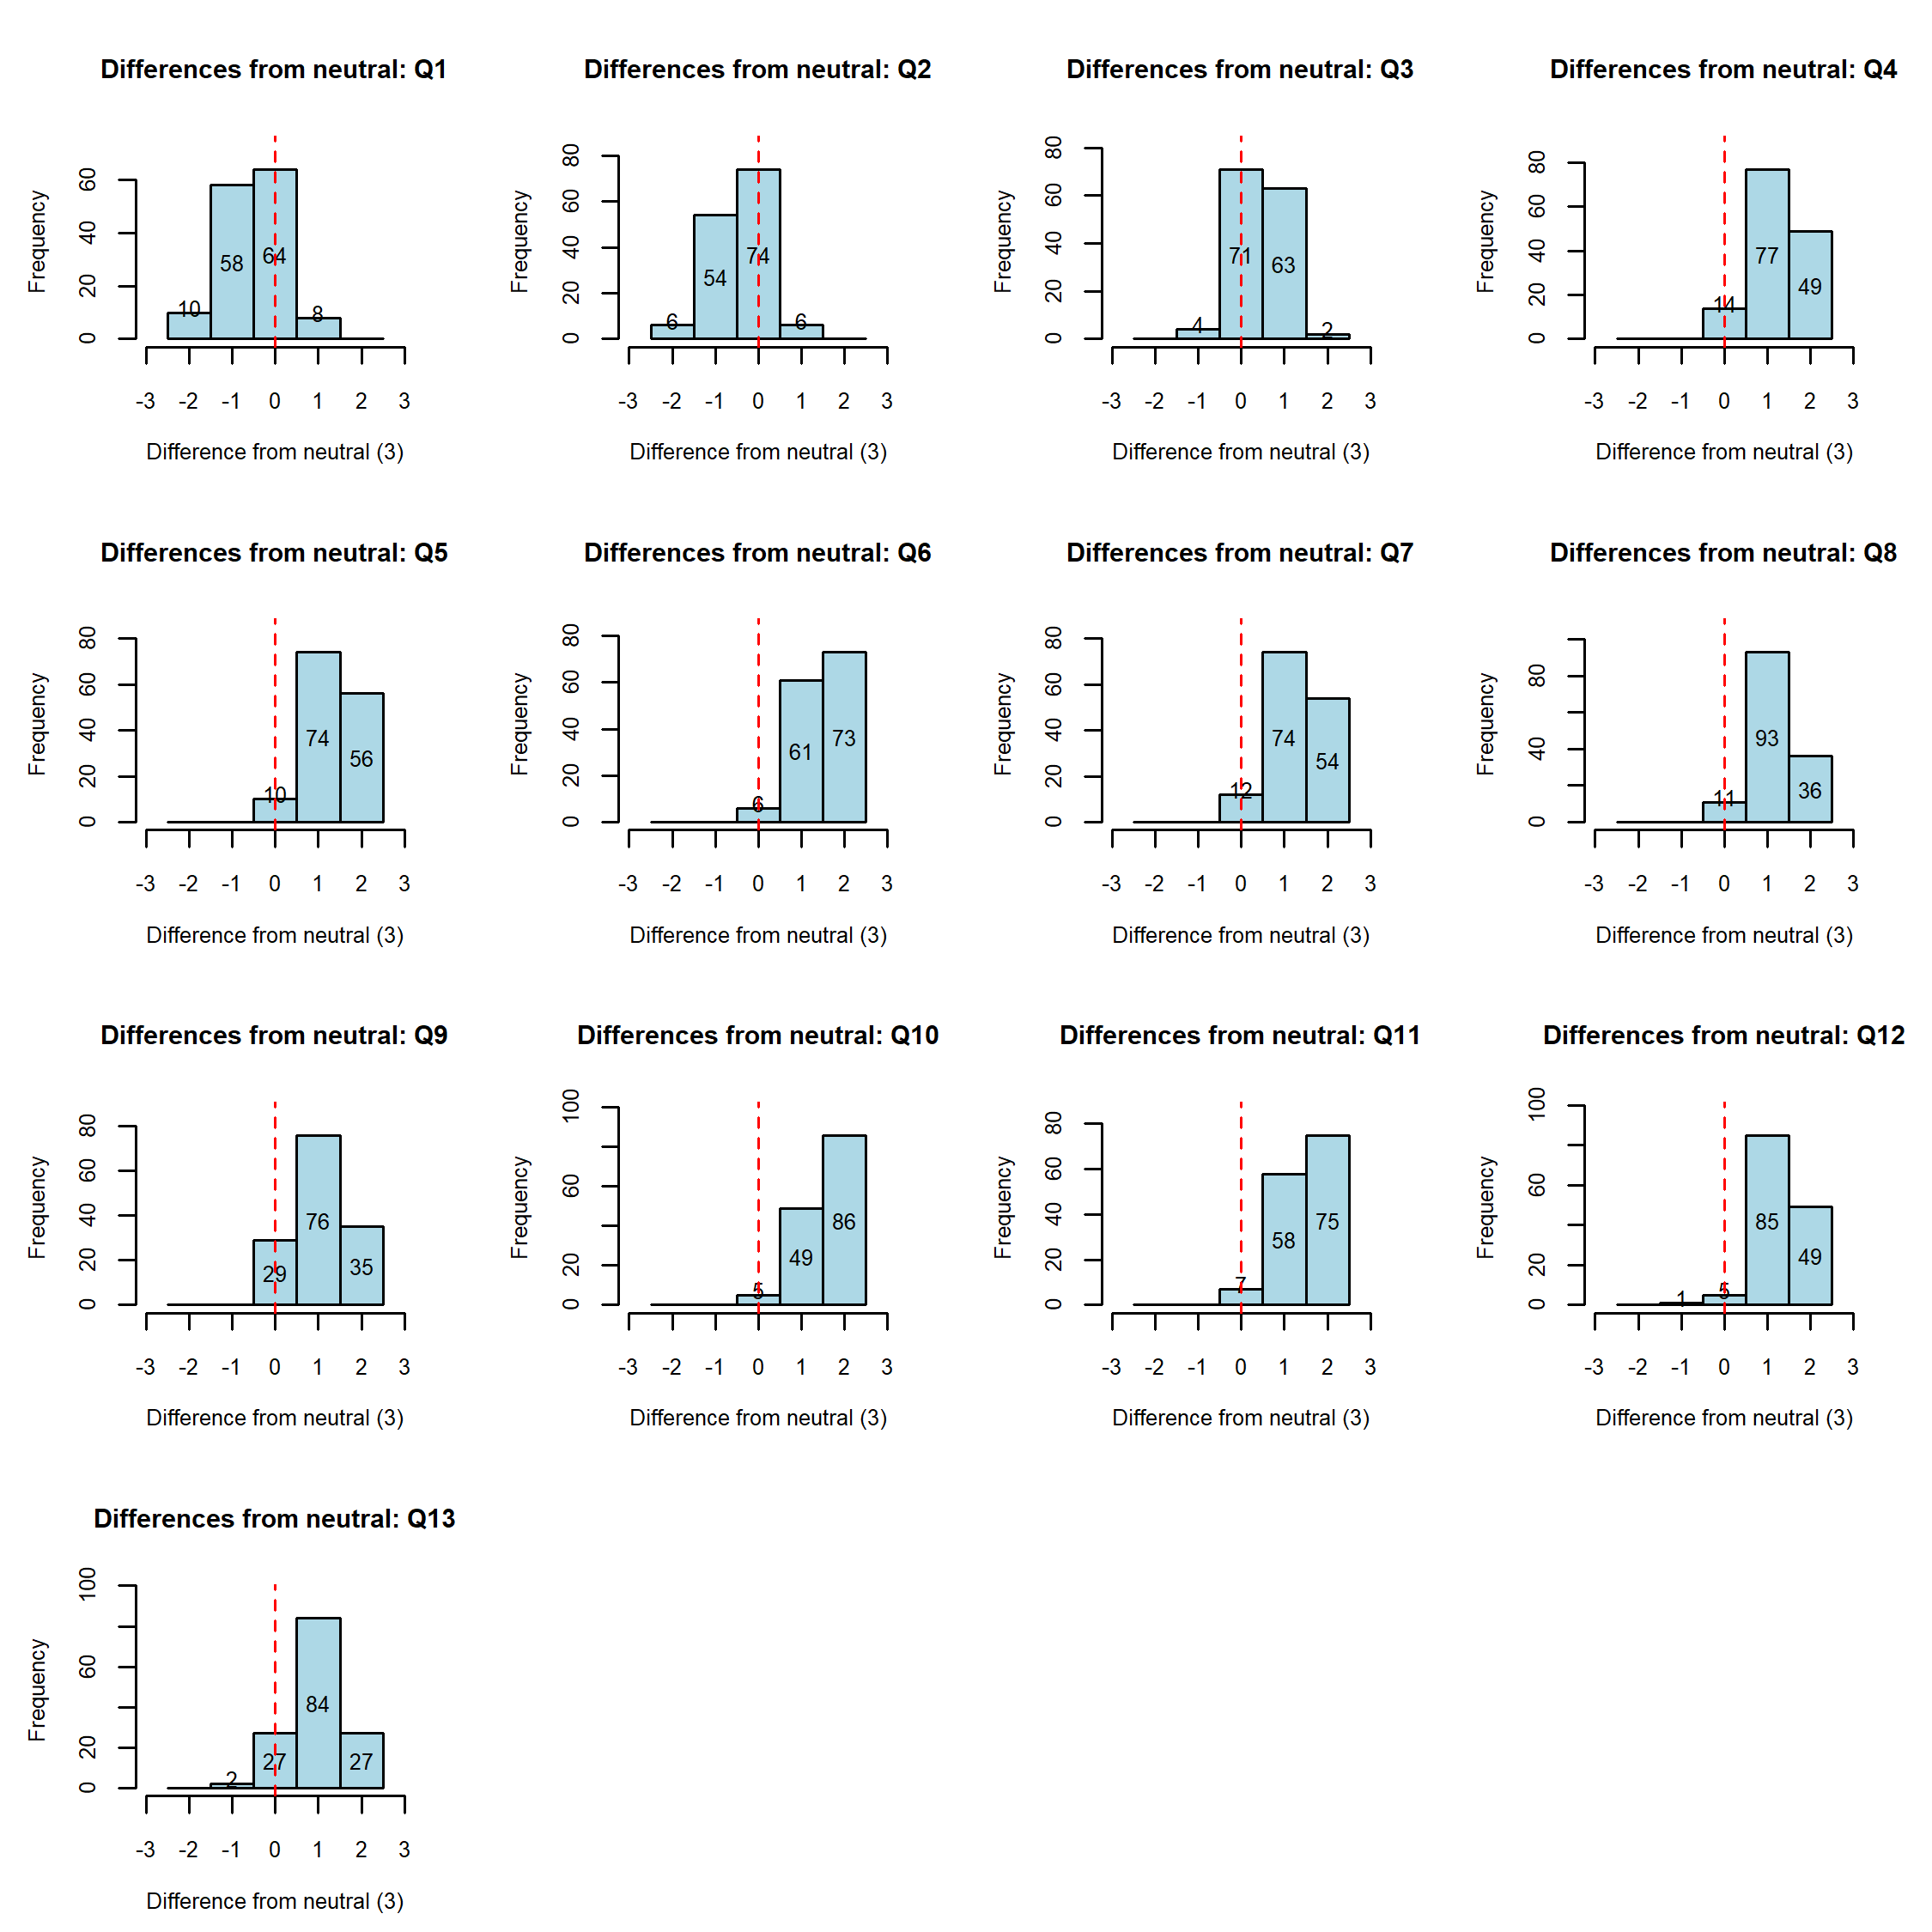 Differences from neutral: Q1
Frequency
0 20 40 60
10 58 64 8
-3 -2 -1 0 1 2 3
Difference from neutral (3)
Differences from neutral: Q2
Frequency
0 20 40 60 80
6 54 74 6
-3 -2 -1 0 1 2 3
Difference from neutral (3)
Differences from neutral: Q3
Frequency
0 20 40 60 80
4 71 63 2
-3 -2 -1 0 1 2 3
Difference from neutral (3)
Differences from neutral: Q4
Frequency
0 20 40 60 80
14 77 49
-3 -2 -1 0 1 2 3
Difference from neutral (3)
Differences from neutral: Q5
Frequency
0 20 40 60 80
10 74 56
-3 -2 -1 0 1 2 3
Difference from neutral (3)
Differences from neutral: Q6
Frequency
0 20 40 60 80
6 61 73
-3 -2 -1 0 1 2 3
Difference from neutral (3)
Differences from neutral: Q7
Frequency
0 20 40 60 80
12 74 54
-3 -2 -1 0 1 2 3
Difference from neutral (3)
Differences from neutral: Q8
Frequency
0 40 80
11 93 36
-3 -2 -1 0 1 2 3
Difference from neutral (3)
Differences from neutral: Q9
Frequency
0 20 40 60 80
29 76 35
-3 -2 -1 0 1 2 3
Difference from neutral (3)
Differences from neutral: Q10
Frequency
0 20 60 100
5 49 86
-3 -2 -1 0 1 2 3
Difference from neutral (3)
Differences from neutral: Q11
Frequency
0 20 40 60 80
7 58 75
-3 -2 -1 0 1 2 3
Difference from neutral (3)
Differences from neutral: Q12
Frequency
0 20 60 100
1 5 85 49
-3 -2 -1 0 1 2 3
Difference from neutral (3)
Differences from neutral: Q13
Frequency
0 20 60 100
2 27 84 27
-3 -2 -1 0 1 2 3
Difference from neutral (3)